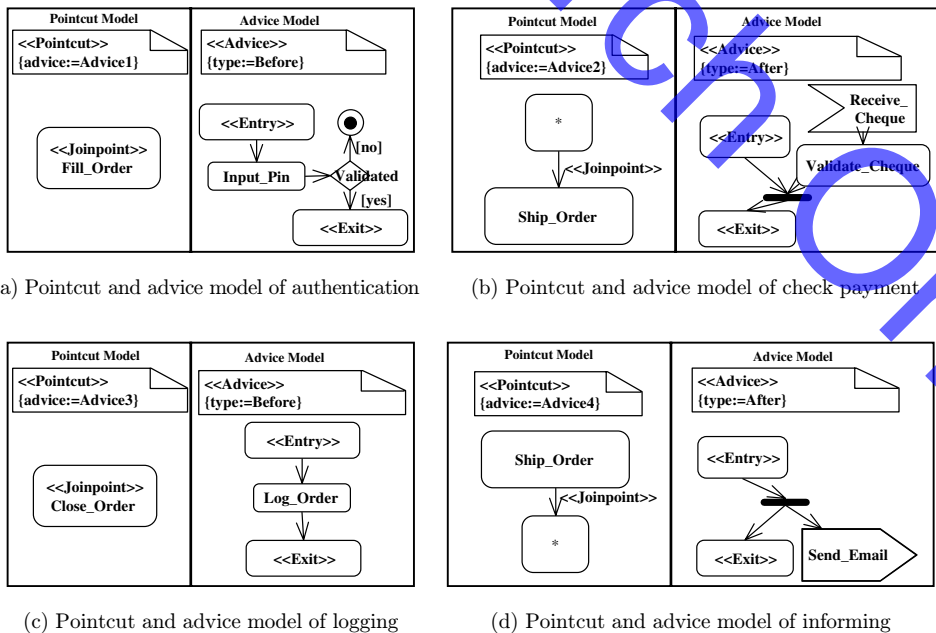 Pointcut Model
Advice Model
<<Pointcut>>
{advice:=Advice1}
<<Advice>>
{type:=Before}
<<Joinpoint>>
Fill_Order
<<Entry>>
[no]
Input_Pin
Validated
[yes]
<<Exit>>
a) Pointcut and advice model of authentication
Pointcut Model
Advice Model
<<Pointcut>>
{advice:=Advice2}
<<Advice>>
{type:=After}
*
<<Joinpoint>>
Ship_Order
Receive_
Cheque
<<Entry>>
Validate_Cheque
<<Exit>>
(b) Pointcut and advice model of check payment
Pointcut Model
Advice Model
<<Pointcut>>
{advice:=Advice3}
<<Advice>>
{type:=Before}
<<Joinpoint>>
Close_Order
<<Entry>>
Log_Order
<<Exit>>
(c) Pointcut and advice model of logging
Pointcut Model
Advice Model
<<Pointcut>>
{advice:=Advice4}
<<Advice>>
{type:=After}
Ship_Order
<<Joinpoint>>
*
<<Entry>>
<<Exit>>
Send_Email
(d) Pointcut and advice model of informing